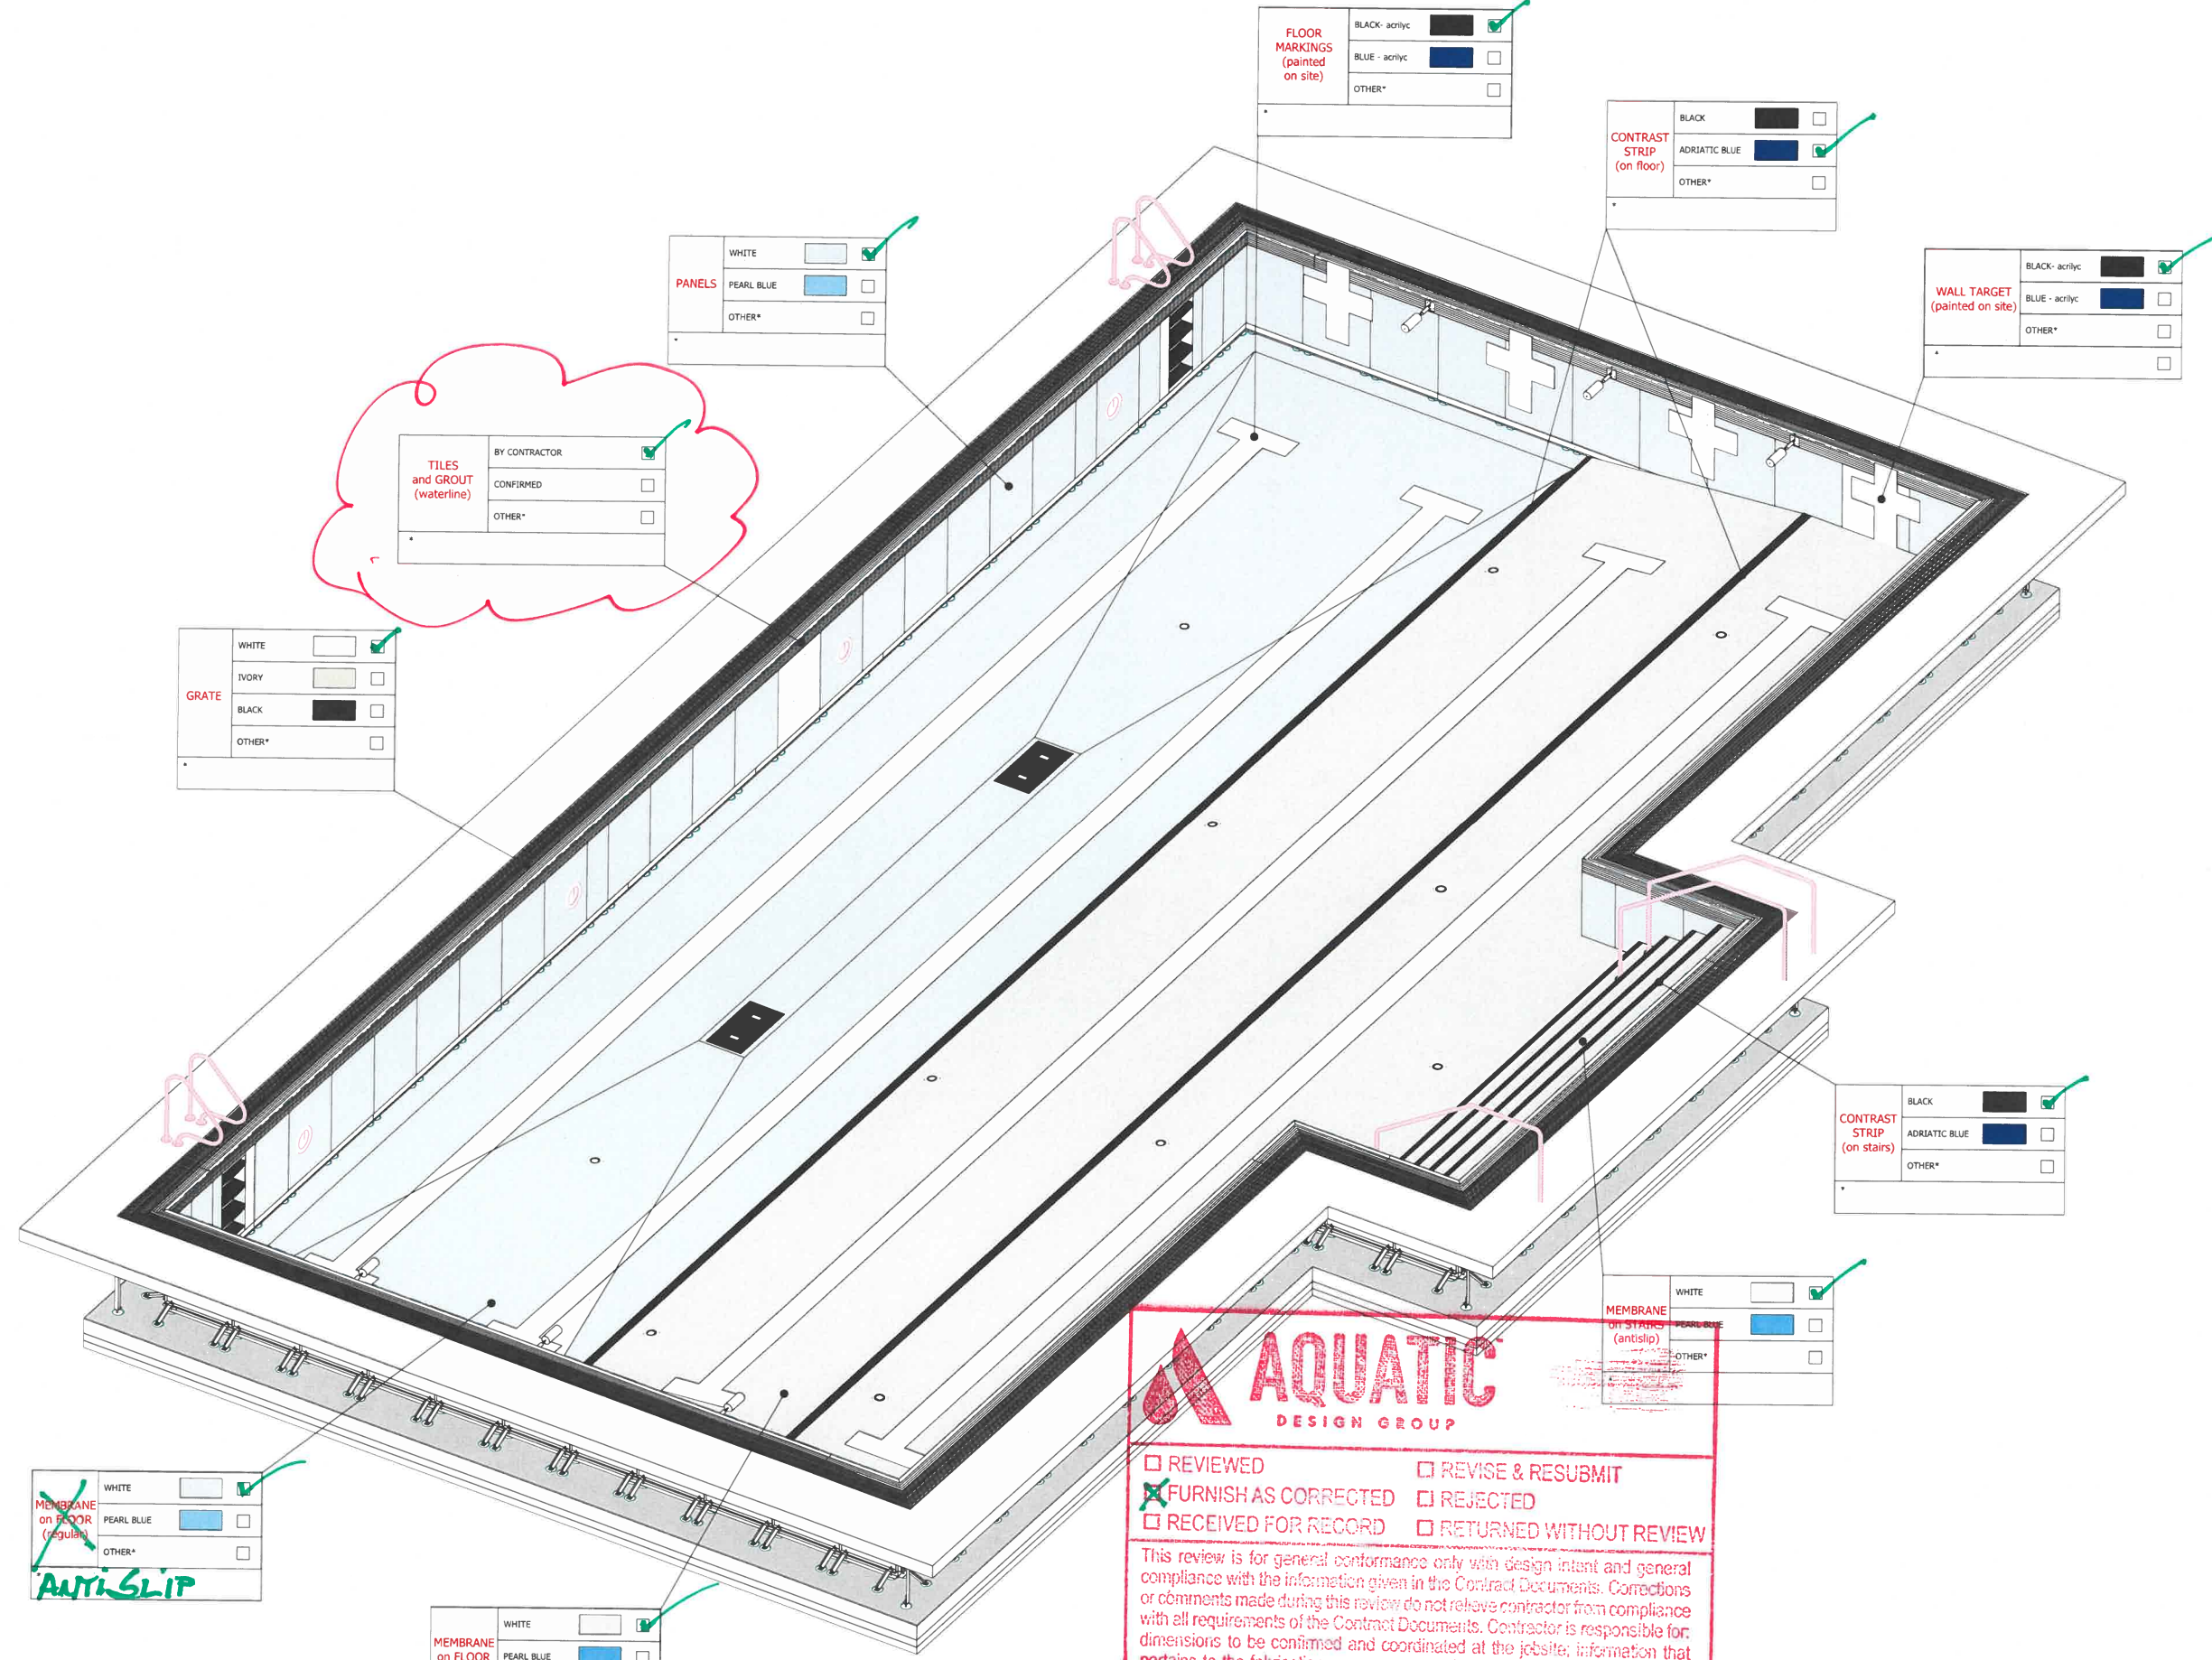 FLOOR
MARKINGS
(painted
on site)
BLACK- acrilyc
BLUE - acrilyc
OTHER*
*
CONTRAST
STRIP
(on floor)
BLACK
ADRIATIC BLUE
OTHER*
*
PANELS
WHITE
PEARL BLUE
OTHER*
*
WALL TARGET
(painted on site)
BLACK- acrilyc
BLUE - acrilyc
OTHER*
*
TILES
and GROUT
(waterline)
BY CONTRACTOR
CONFIRMED
OTHER*
*
GRATE
WHITE
IVORY
BLACK
OTHER*
*
CONTRAST
STRIP
(on stairs)
BLACK
ADRIATIC BLUE
OTHER*
*
MEMBRANE
on STAIRS
(antislip)
WHITE
PEARL BLUE
OTHER*
*
MEMBRANE
on FLOOR
(regular)
WHITE
PEARL BLUE
OTHER*
*
ANTISLIP
MEMBRANE
on FLOOR
WHITE
PEARL BLUE
AQUATIC
DESIGN GROUP
REVIEWED
REVISE & RESUBMIT
FURNISH AS CORRECTED
REJECTED
RECEIVED FOR RECORD
RETURNED WITHOUT REVIEW
This review is for general conformance only with design intent and general
compliance with the information given in the Contract Documents. Corrections
or comments made during this review do not relieve contractor from compliance
with all requirements of the Contract Documents. Contractor is responsible for:
dimensions to be confirmed and coordinated at the jobsite; information that